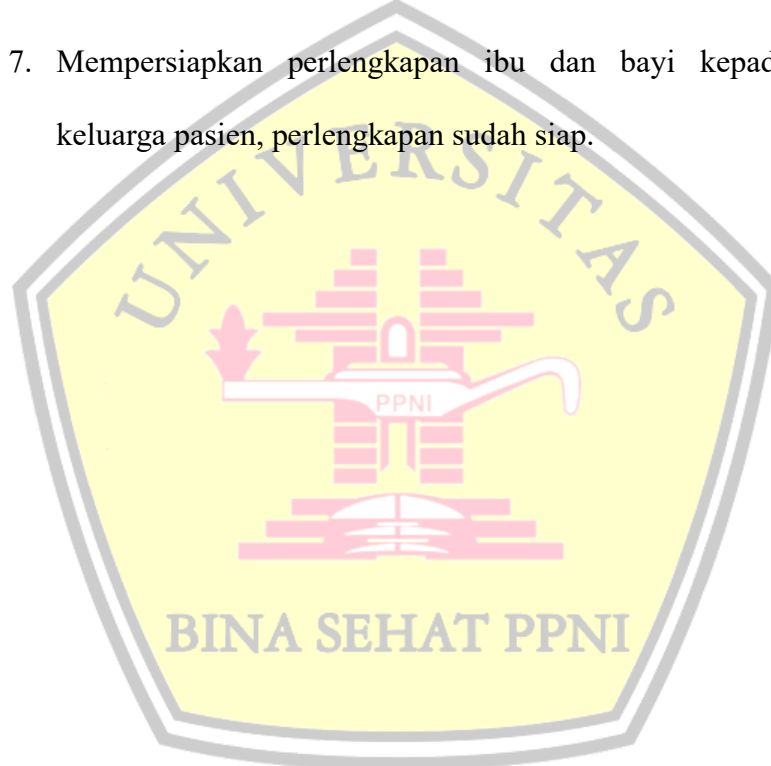 7. Mempersiapkan perlengkapan ibu dan bayi kepad
keluarga pasien, perlengkapan sudah siap.
UNIVERSITAS
PPNI
BINA SEHAT PPNI